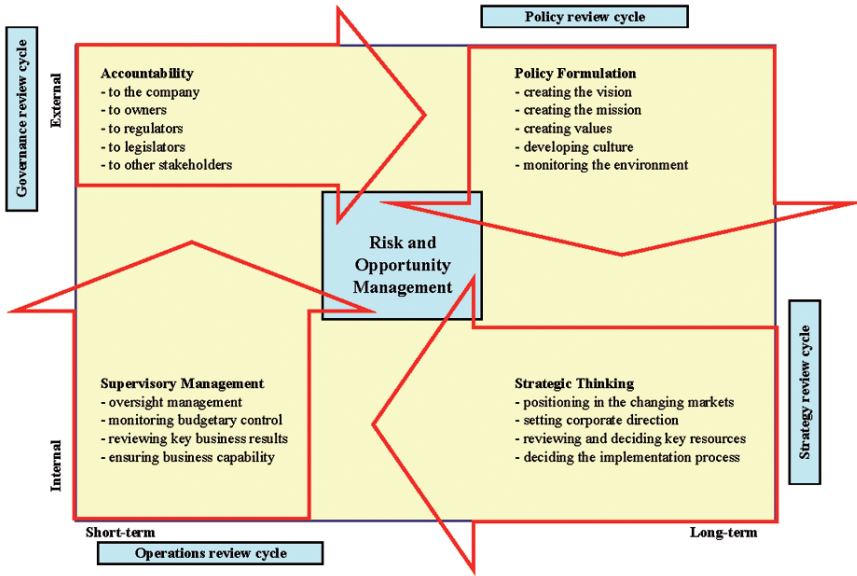 Policy review cycle
Governance review cycle
External
Accountability
- to the company
- to owners
- to regulators
- to legislators
- to other stakeholders
Policy Formulation
- creating the vision
- creating the mission
- creating values
- developing culture
- monitoring the environment
Risk and
Opportunity
Management
Supervisory Management
- oversight management
- monitoring budgetary control
- reviewing key business results
- ensuring business capability
Strategic Thinking
- positioning in the changing markets
- setting corporate direction
- reviewing and deciding key resources
- deciding the implementation process
Strategy review cycle
Internal
Short-term
Long-term
Operations review cycle